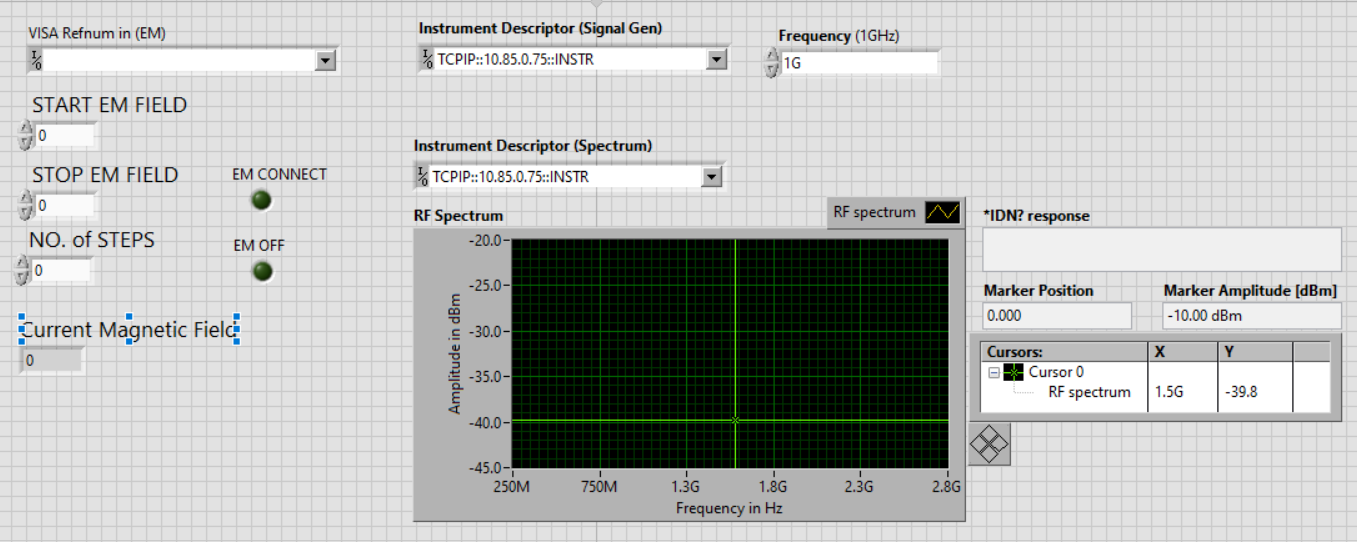 VISA Refnum in (EM)
START EM FIELD
0
STOP EM FIELD
0
NO. of STEPS
0
EM CONNECT
EM OFF
Current Magnetic Field
0
Instrument Descriptor (Signal Gen)
I/O TCPIP::10.85.0.75::INSTR
Frequency (1GHz)
1G
Instrument Descriptor (Spectrum)
I/O TCPIP::10.85.0.75::INSTR
RF Spectrum
RF spectrum
-20.0
-25.0
-30.0
-35.0
-40.0
-45.0
Amplitude in dBm
250M 750M 1.3G 1.8G 2.3G 2.8G
Frequency in Hz
*IDN? response
Marker Position
0.000
Marker Amplitude [dBm]
-10.00 dBm
Cursors: X Y
Cursor 0
RF spectrum 1.5G -39.8